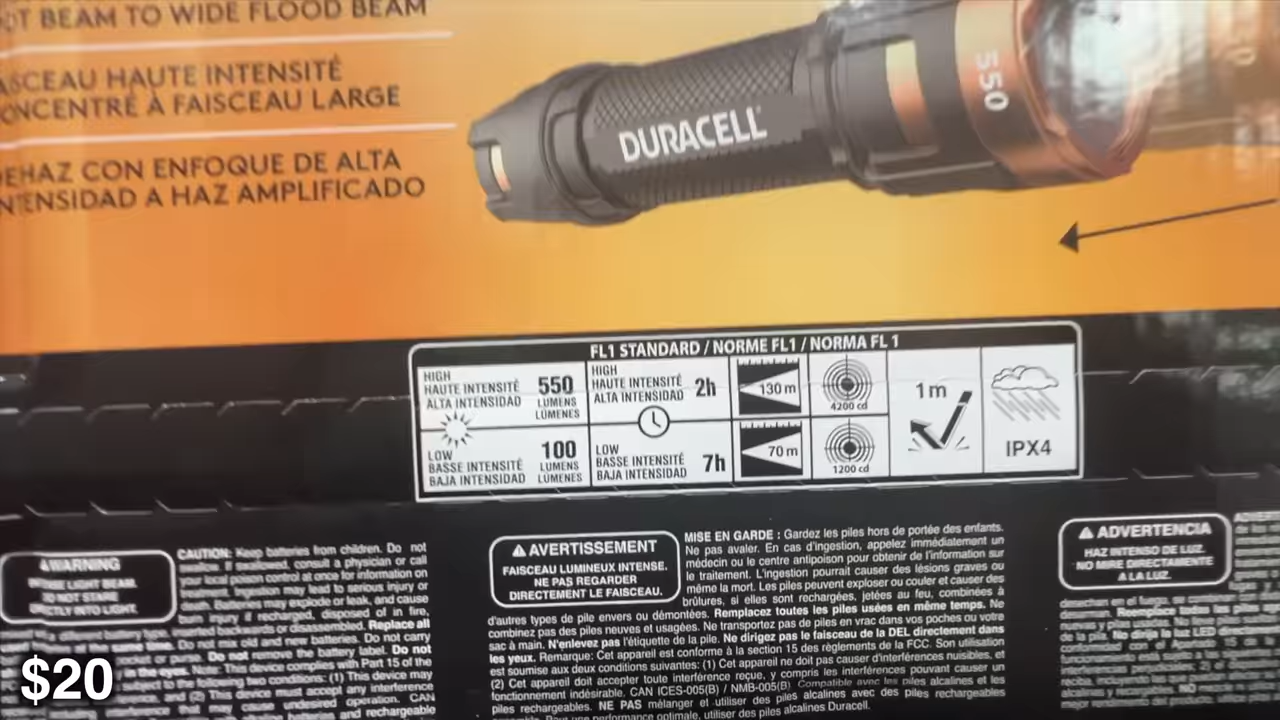 OT BEAM TO WIDE FLOOD BEAM
ASCEAU HAUTE INTENSITÉ
ONCENTRÉ À FAISCEAU LARGE
EHAZ CON ENFOQUE DE ALTA
NTENSIDAD A HAZ AMPLIFICADO
DURACELL
550
FL1 STANDARD / NORME FL1 / NORMA FL 1
HIGH
HAUTE INTENSITÉ
ALTA INTENSIDAD
550
LUMENS
LÚMENES
HIGH
HAUTE INTENSITÉ
ALTA INTENSIDAD
2h
130 m
4200 cd
1 m
IPX4
LOW
BASSE INTENSITÉ
BAJA INTENSIDAD
100
LUMENS
LÚMENES
LOW
BASSE INTENSITÉ
BAJA INTENSIDAD
7h
70 m
1200 cd
WARNING
INTENSE LIGHT BEAM.
DO NOT STARE
DIRECTLY INTO LIGHT.
CAUTION: Keep batteries from children. Do not
swallow. If swallowed, consult a physician or call
your local poison control at once for information on
treatment. Ingestion may lead to serious injury or
death. Batteries may explode or leak, and cause
burn injury if recharged, disposed of in fire,
inserted backwards or disassembled. Replace all
same time. Do not mix old and new batteries. Do not carry
pocket or purse. Do not remove the battery label. Do not
the eyes. Note: This device complies with Part 15 of the
subject to the following two conditions: (1) This device may
and (2) This device must accept any interference
interference that may cause undesired operation. CAN
and rechargeable
AVERTISSEMENT
FAISCEAU LUMINEUX INTENSE.
NE PAS REGARDER
DIRECTEMENT LE FAISCEAU.
MISE EN GARDE : Gardez les piles hors de portée des enfants.
Ne pas avaler. En cas d'ingestion, appelez immédiatement un
médecin ou le centre antipoison pour obtenir de l'information sur
le traitement. L'ingestion pourrait causer des lésions graves ou
même la mort. Les piles peuvent exploser ou couler et causer des
brûlures, si elles sont rechargées, jetées au feu, combinées à
d'autres types de pile envers ou démontées. Remplacez toutes les piles usées en même temps. Ne
combinez pas des piles neuves et usagées. Ne transportez pas de piles en vrac dans vos poches ou votre
sac à main. N'enlevez pas l'étiquette de la pile. Ne dirigez pas le faisceau de la DEL directement dans
les yeux. Remarque: Cet appareil est conforme à la section 15 des règlements de la FCC. Son utilisation
est soumise aux deux conditions suivantes: (1) Cet appareil ne doit pas causer d'interférences nuisibles, et
(2) Cet appareil doit accepter toute interférence reçue, y compris les interférences pouvant causer un
fonctionnement indésirable. CAN ICES-005(B) / NMB-005(B) Compatible avec les piles alcalines et les
piles rechargeables. NE PAS mélanger et utiliser des piles alcalines avec des piles rechargeables
Pour une performance optimale, utiliser des piles alcalines Duracell.
ADVERTENCIA
HAZ INTENSO DE LUZ.
NO MIRE DIRECTAMENTE
A LA LUZ.
$20